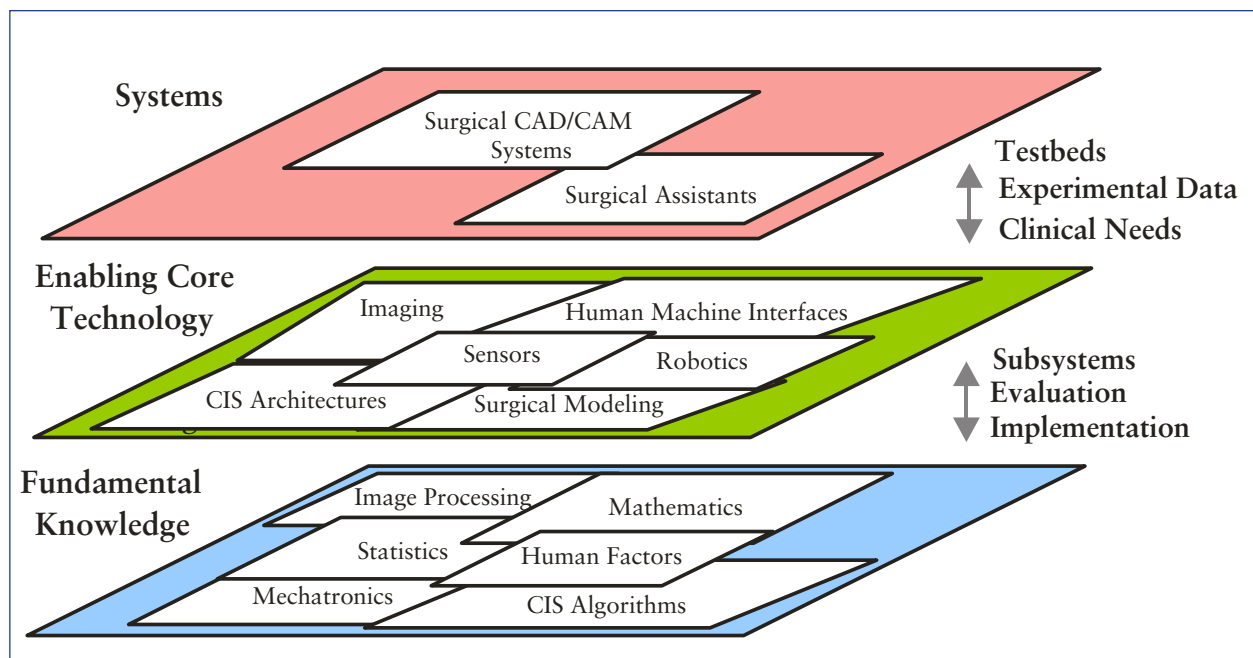 Systems
Surgical CAD/CAM
Systems
Surgical Assistants
Testbeds
Experimental Data
Clinical Needs
Enabling Core
Technology
Imaging
Human Machine Interfaces
Sensors
Robotics
CIS Architectures
Surgical Modeling
Subsystems
Evaluation
Implementation
Fundamental
Knowledge
Image Processing
Mathematics
Statistics
Human Factors
Mechatronics
CIS Algorithms